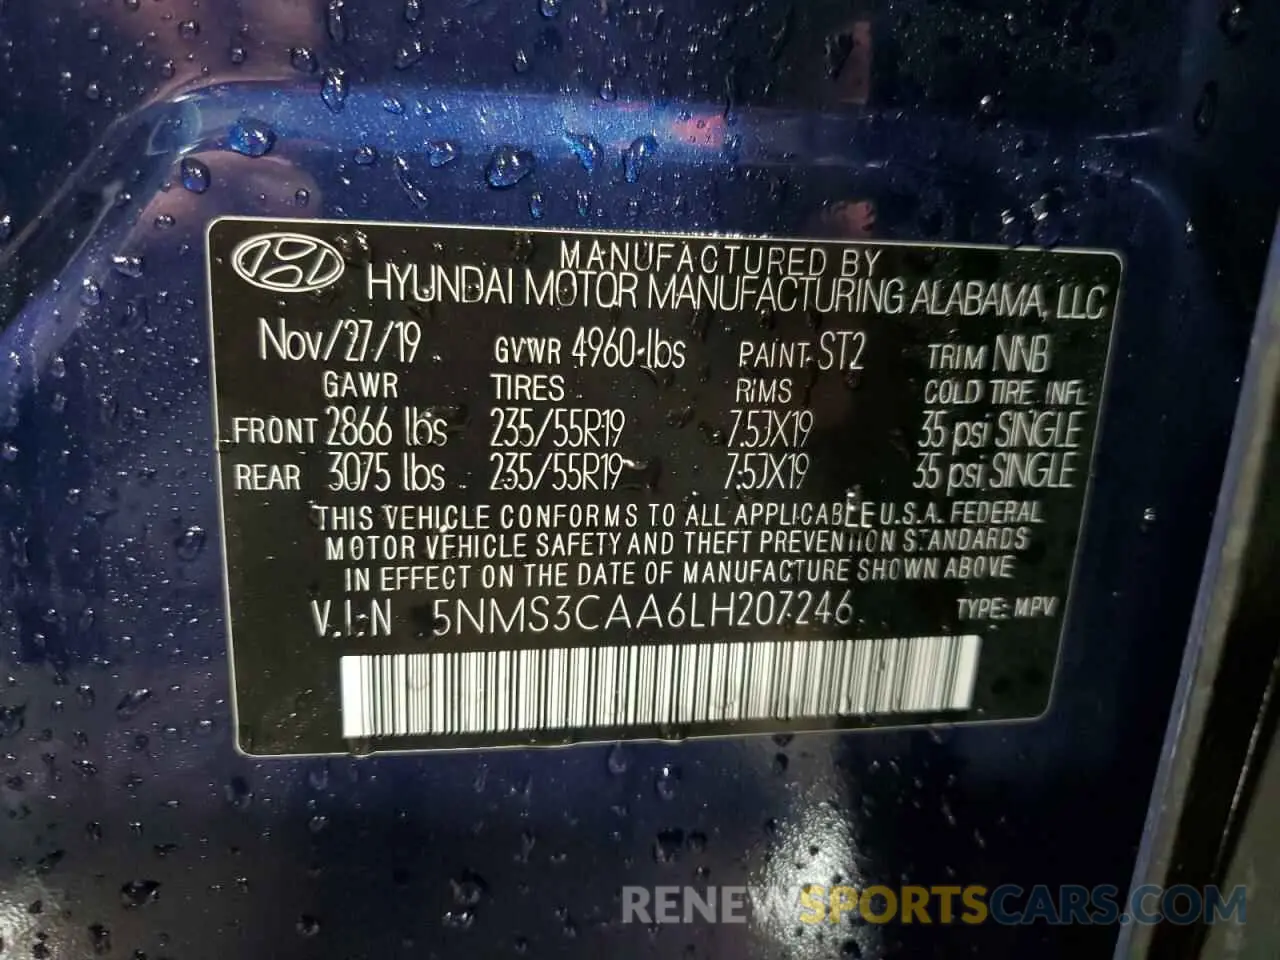 MANUFACTURED BY
HYUNDAI MOTOR MANUFACTURING ALABAMA, LLC
Nov/27/19 GVWR 4960 lbs PAINT ST2 TRIM NNB
GAWR TIRES RIMS COLD TIRE INFL
FRONT 2866 lbs 235/55R19 7.5JX19 35 psi SINGLE
REAR 3075 lbs 235/55R19 7.5JX19 35 psi SINGLE
THIS VEHICLE CONFORMS TO ALL APPLICABLE U.S.A. FEDERAL
MOTOR VEHICLE SAFETY AND THEFT PREVENTION STANDARDS
IN EFFECT ON THE DATE OF MANUFACTURE SHOWN ABOVE
V.I.N 5NMS3CAA6LH207246 TYPE: MPV
RENEWSPORTSCARS.COM